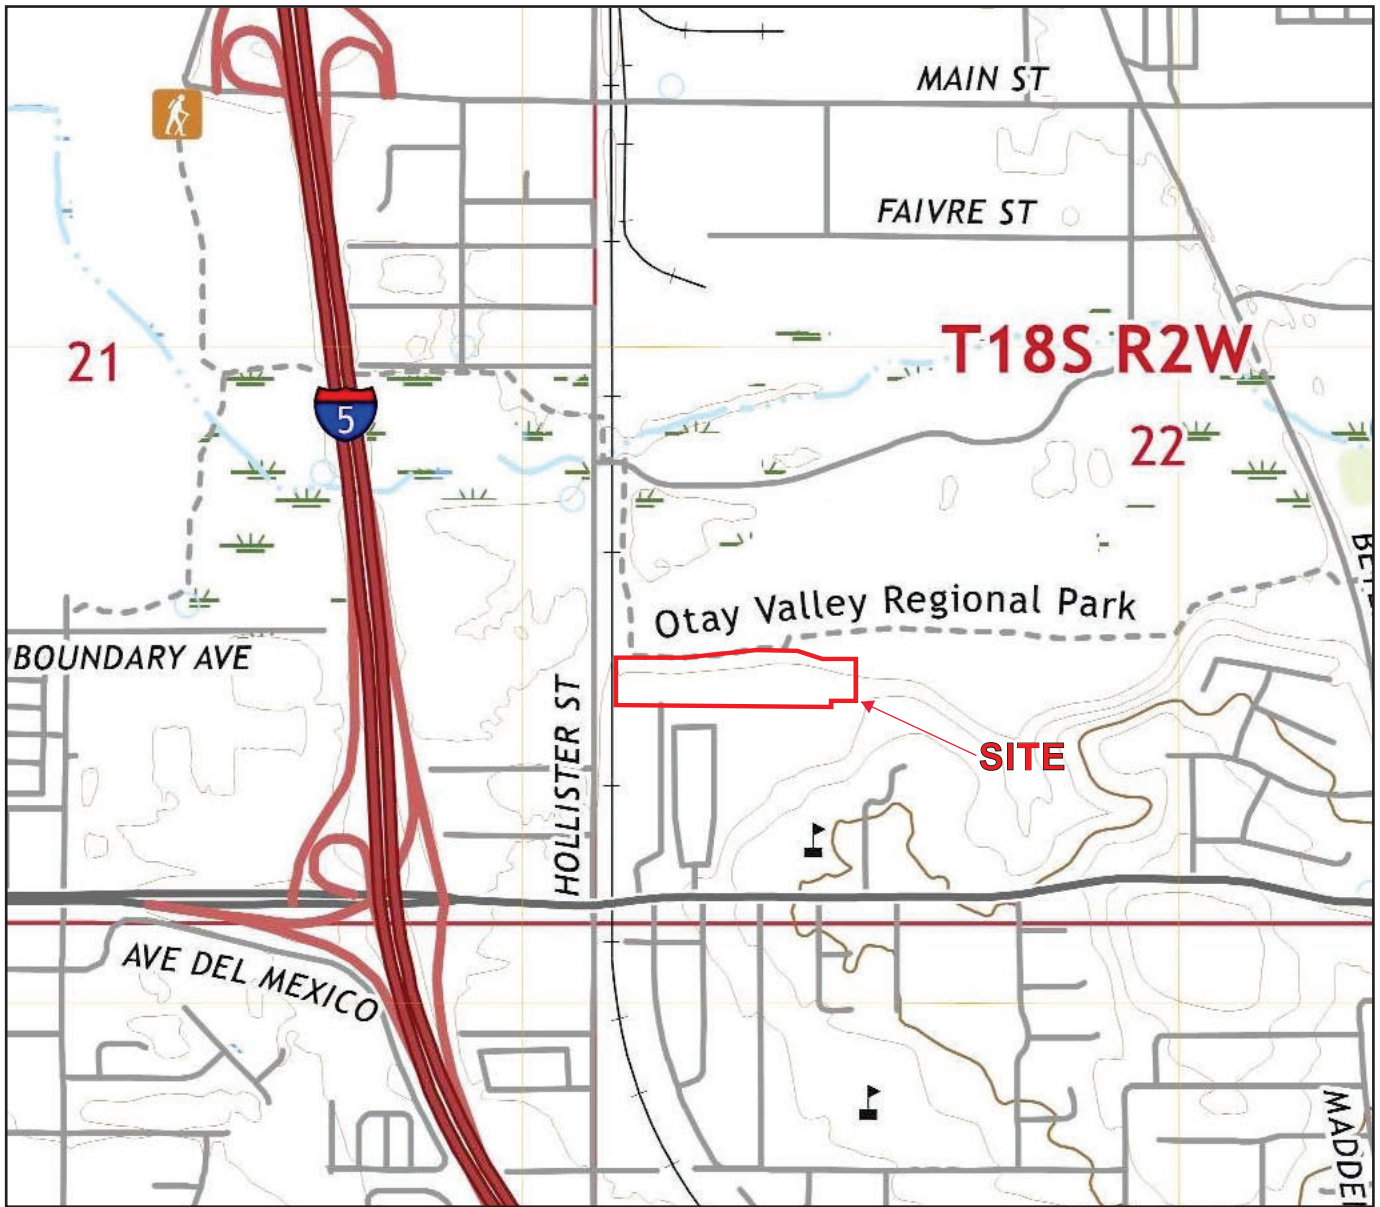 MAIN ST
FAIVRE ST
T18S R2W
21
5
22
Otay Valley Regional Park
BOUNDARY AVE
HOLLISTER ST
SITE
AVE DEL MEXICO
MADDE